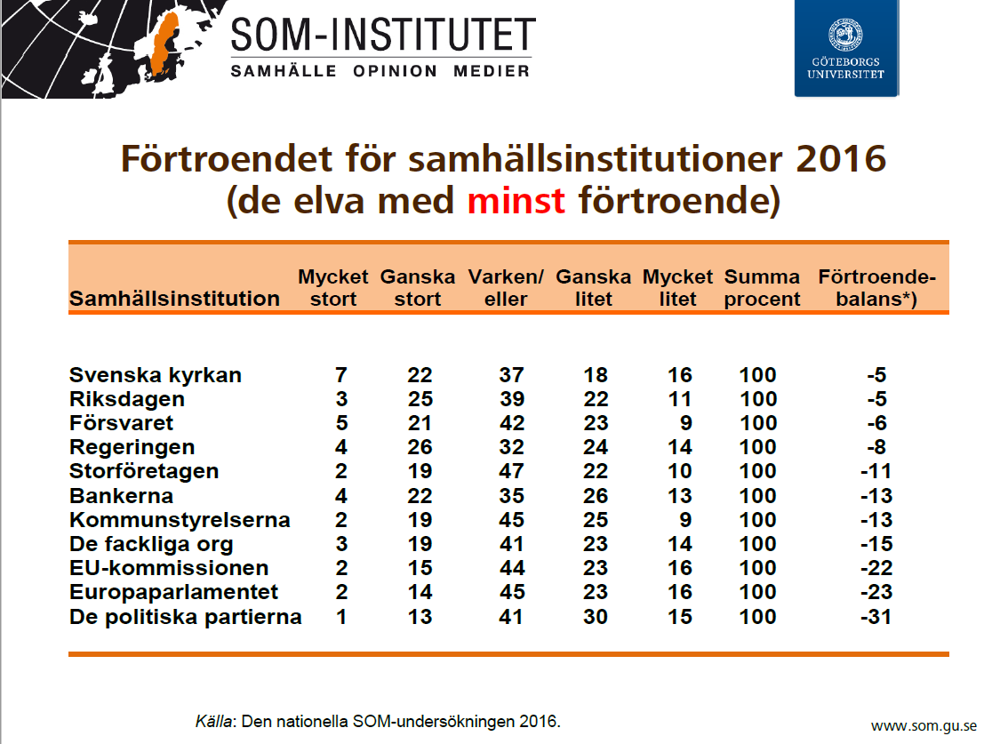 SOM-INSTITUTET
SAMHÄLLE OPINION MEDIER
GÖTEBORGS
UNIVERSITET
Förtroendet för samhällsinstitutioner 2016
(de elva med minst förtroende)
Mycket Ganska Varken/ Ganska Mycket Summa Förtroende-
Samhällsinstitution stort stort eller litet litet procent balans*)
Svenska kyrkan 7 22 37 18 16 100 -5
Riksdagen 3 25 39 22 11 100 -5
Försvaret 5 21 42 23 9 100 -6
Regeringen 4 26 32 24 14 100 -8
Storföretagen 2 19 47 22 10 100 -11
Bankerna 4 22 35 26 13 100 -13
Kommunstyrelserna 2 19 45 25 9 100 -13
De fackliga org 3 19 41 23 14 100 -15
EU-kommissionen 2 15 44 23 16 100 -22
Europaparlamentet 2 14 45 23 16 100 -23
De politiska partierna 1 13 41 30 15 100 -31
Källa: Den nationella SOM-undersökningen 2016.
www.som.gu.se